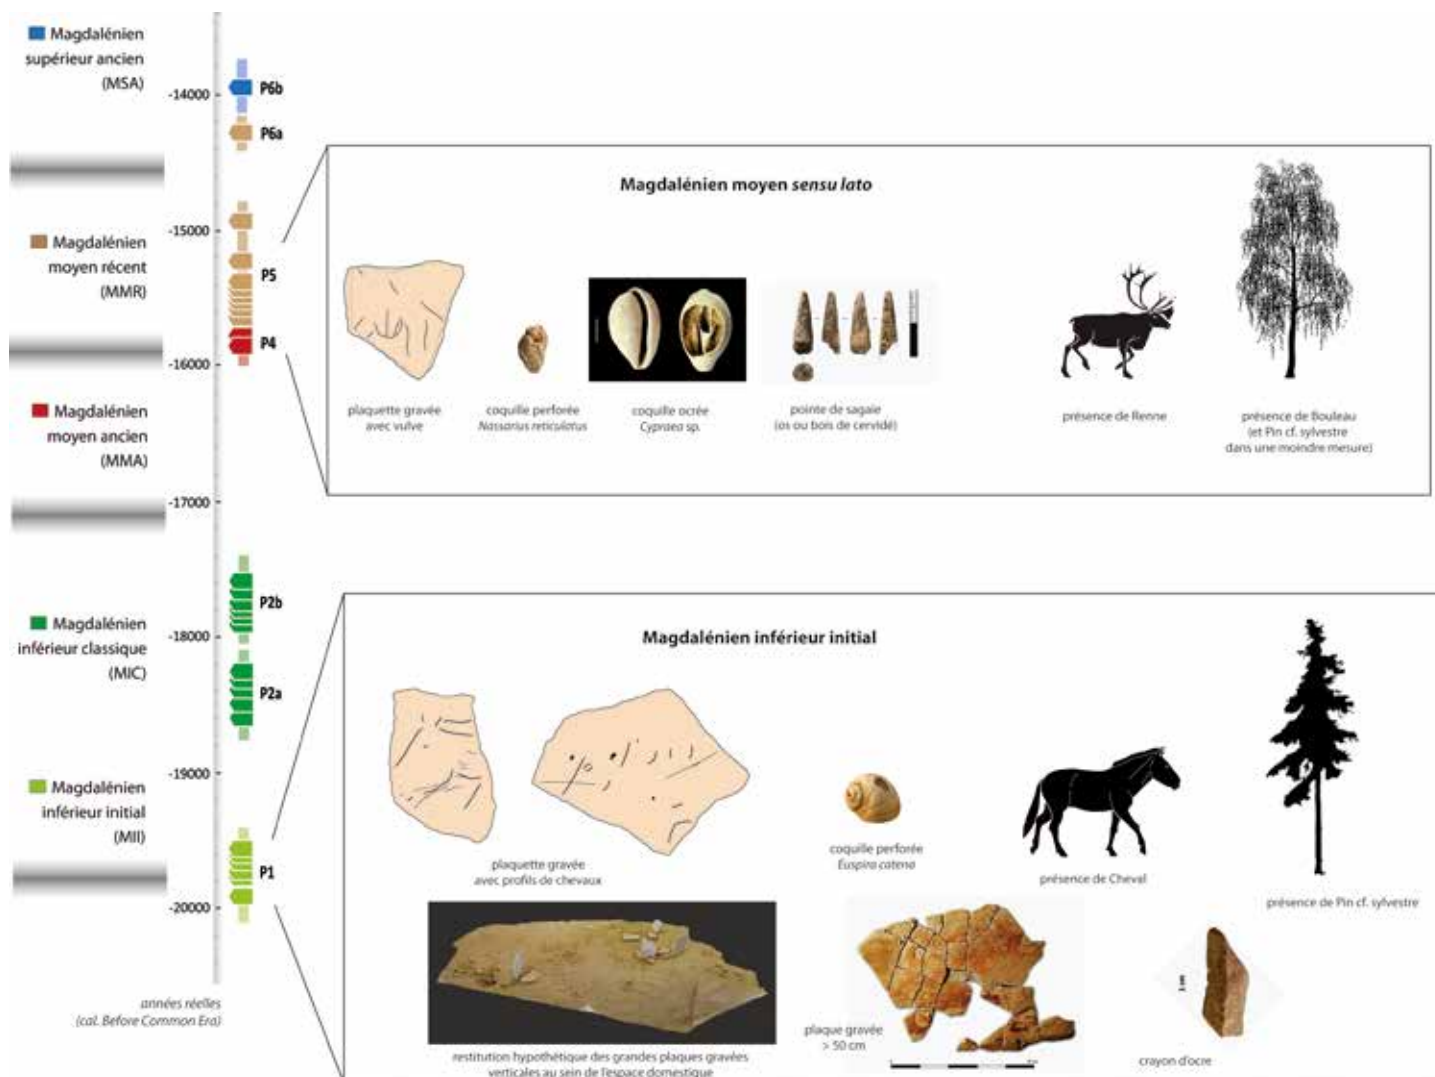 Magdalénien
supérieur ancien
(MSA)
-14000
P6b
P6a
Magdalénien moyen sensu lato
Magdalénien
moyen récent
(MMR)
-15000
P5
P4
-16000
plaquette gravée
avec vulve
coquille perforée
Nassarius reticulatus
coquille ocrée
Cypraea sp.
pointe de sagaie
(os ou bois de cervidé)
présence de Renne
présence de Bouleau
(et Pin cf. sylvestre
dans une moindre mesure)
Magdalénien
moyen ancien
(MMA)
-17000
Magdalénien
inférieur classique
(MIC)
P2b
-18000
P2a
Magdalénien inférieur initial
-19000
Magdalénien
inférieur initial
(MII)
P1
-20000
plaquette gravée
avec profils de chevaux
coquille perforée
Euspira catena
présence de Cheval
présence de Pin cf. sylvestre
années réelles
(cal. Before Common Era)
restitution hypothétique des grandes plaques gravées
verticales au sein de l'espace domestique
plaque gravée
> 50 cm
crayon d'ocre